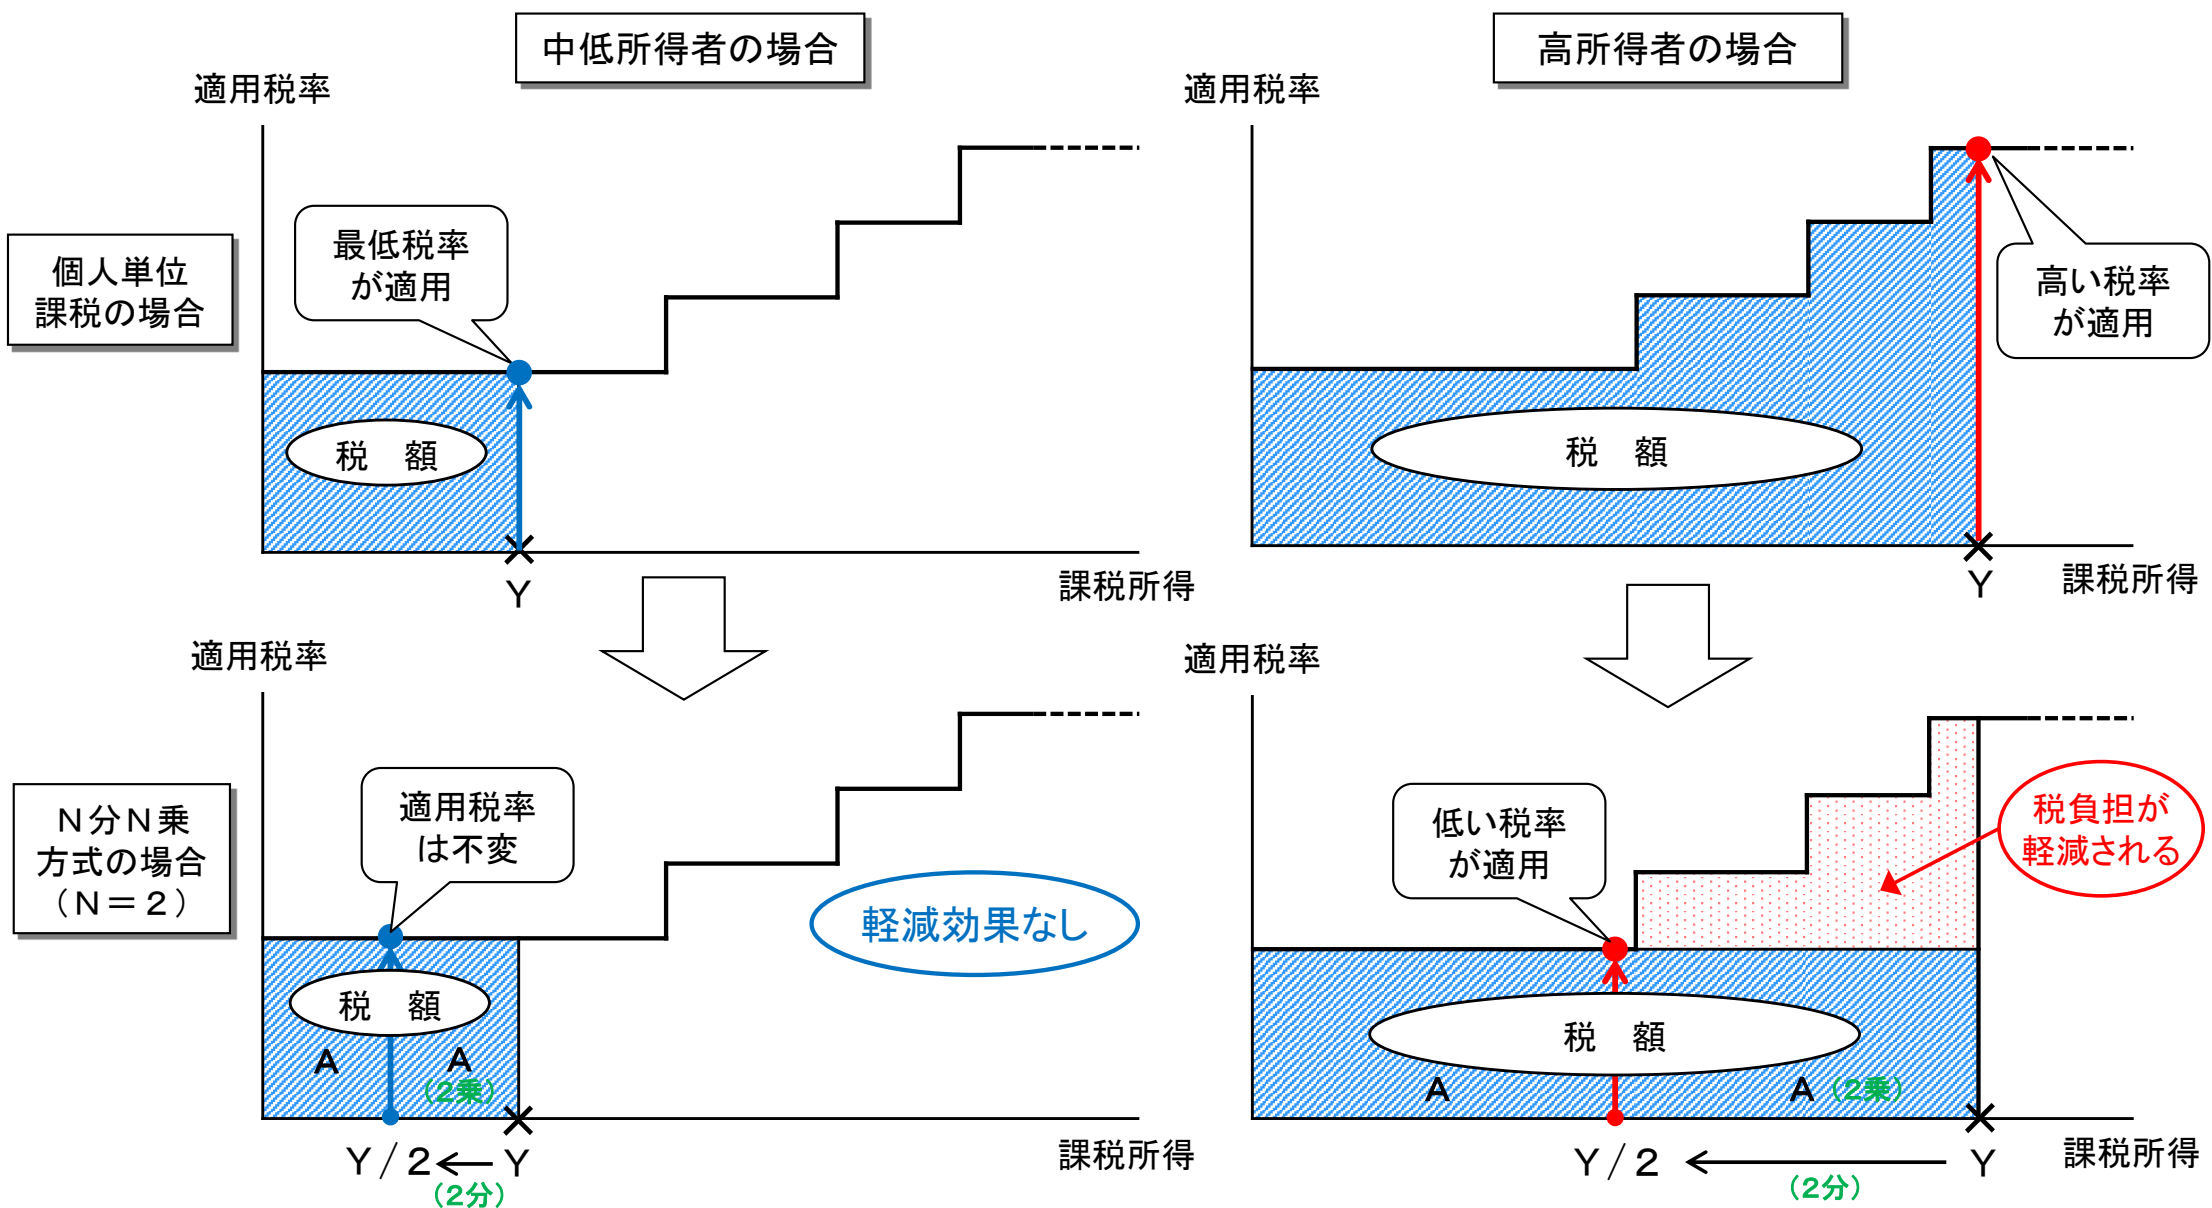 中低所得者の場合
高所得者の場合
適用税率
適用税率
個人単位
課税の場合
最低税率
が適用
税　額
Y
課税所得
高い税率
が適用
税　額
Y
課税所得
適用税率
適用税率
N分N乗
方式の場合
（N＝2）
適用税率
は不変
税　額
A
A
（2乗）
軽減効果なし
Y／2
Y
（2分）
課税所得
低い税率
が適用
税負担が
軽減される
税　額
A
A
（2乗）
Y／2
Y
（2分）
課税所得